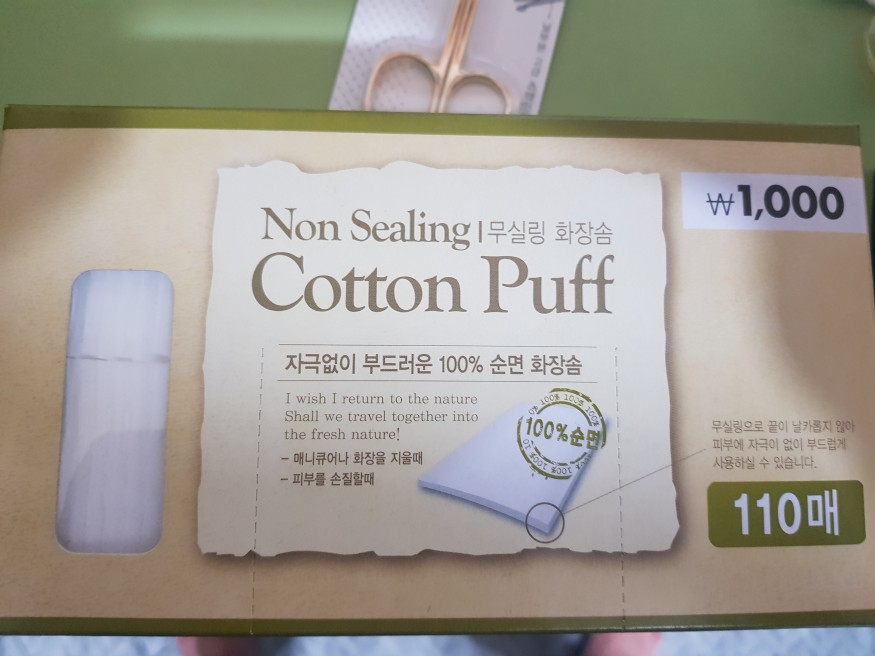 ₩1,000
Non Sealing | 무실링 화장솜
Cotton Puff
자극없이 부드러운 100% 순면 화장솜
I wish I return to the nature
Shall we travel together into
the fresh nature!
- 매니큐어나 화장을 지울때
- 피부를 손질할때
100%순면
무실링으로 끝이 날카롭지 않아
피부에 자극이 없이 부드럽게
사용하실 수 있습니다.
110매